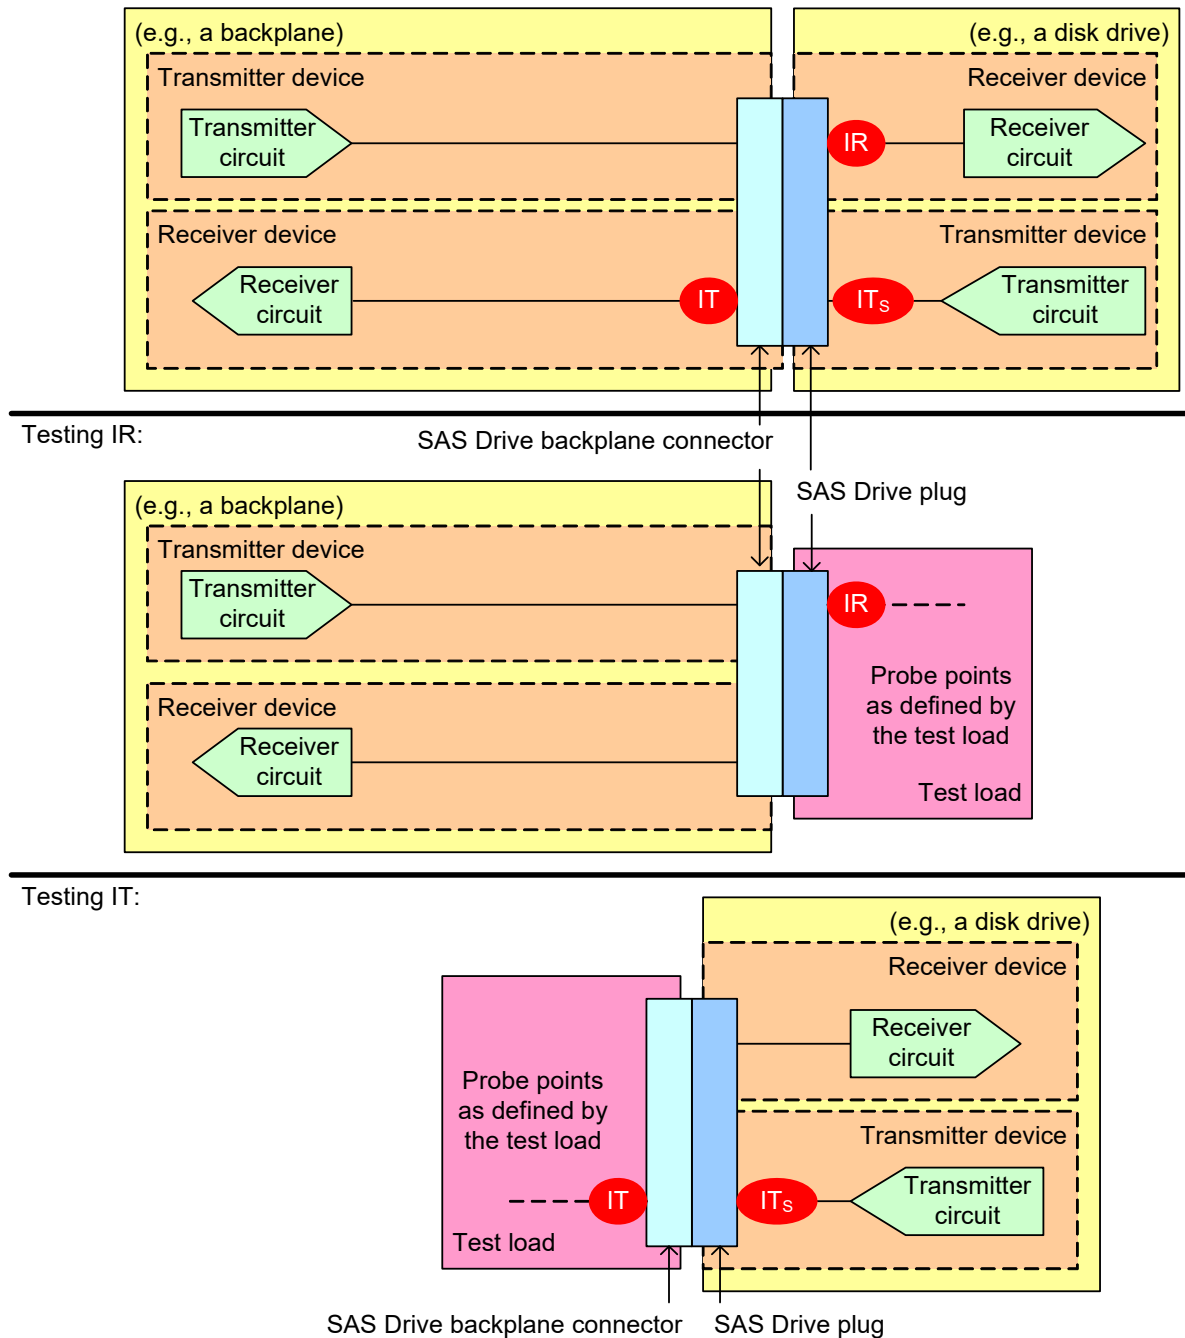 (e.g., a backplane)
(e.g., a disk drive)
Transmitter device
Receiver device
Transmitter
circuit
IR
Receiver
circuit
Receiver device
Transmitter device
Receiver
circuit
IT
ITS
Transmitter
circuit
Testing IR:
SAS Drive backplane connector
SAS Drive plug
(e.g., a backplane)
Transmitter device
Transmitter
circuit
IR
Probe points
as defined by
the test load
Receiver device
Receiver
circuit
Test load
Testing IT:
(e.g., a disk drive)
Receiver device
Receiver
circuit
Probe points
as defined by
the test load
Transmitter device
IT
ITS
Transmitter
circuit
Test load
SAS Drive backplane connector
SAS Drive plug